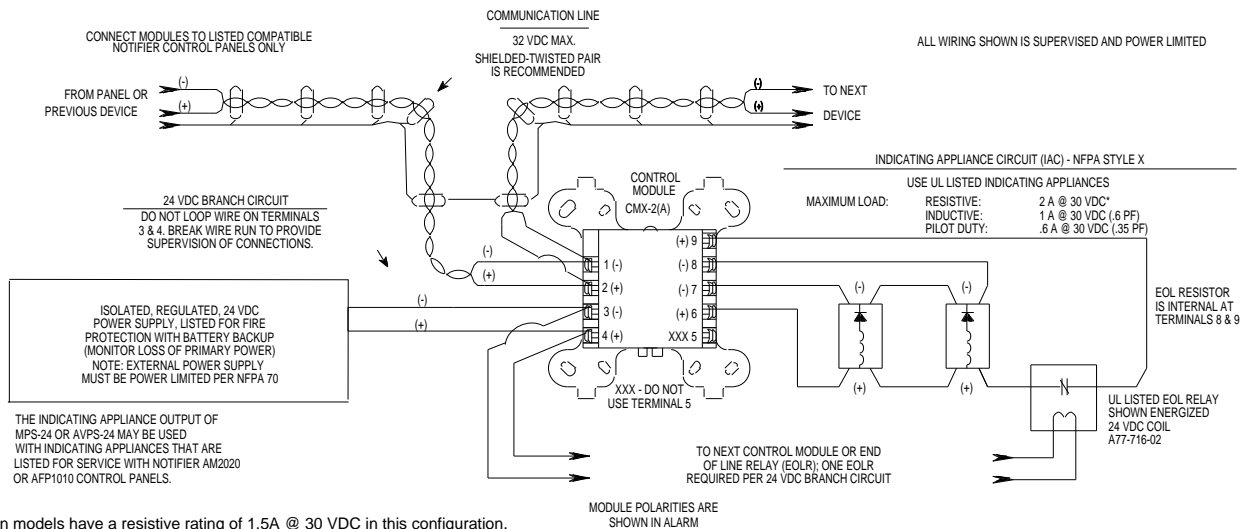 COMMUNICATION LINE
32 VDC MAX.
SHIELDED-TWISTED PAIR
IS RECOMMENDED
CONNECT MODULES TO LISTED COMPATIBLE
NOTIFIER CONTROL PANELS ONLY
ALL WIRING SHOWN IS SUPERVISED AND POWER LIMITED
FROM PANEL OR
PREVIOUS DEVICE
(-)
(+)
(-)
(+)
TO NEXT
DEVICE
INDICATING APPLIANCE CIRCUIT (IAC) - NFPA STYLE X
USE UL LISTED INDICATING APPLIANCES
MAXIMUM LOAD: RESISTIVE: 2 A @ 30 VDC*
INDUCTIVE: 1 A @ 30 VDC (.6 PF)
PILOT DUTY: .6 A @ 30 VDC (.35 PF)
CONTROL
MODULE
CMX-2(A)
24 VDC BRANCH CIRCUIT
DO NOT LOOP WIRE ON TERMINALS
3 & 4. BREAK WIRE RUN TO PROVIDE
SUPERVISION OF CONNECTIONS.
(-)
(+)
(-)
(+)
1 (-)
2 (+)
3 (-)
4 (+)
(+) 9
(-) 8
(-) 7
(+) 6
XXX 5
(-)
(-)
(+)
(+)
EOL RESISTOR
IS INTERNAL AT
TERMINALS 8 & 9
ISOLATED, REGULATED, 24 VDC
POWER SUPPLY, LISTED FOR FIRE
PROTECTION WITH BATTERY BACKUP
(MONITOR LOSS OF PRIMARY POWER)
NOTE: EXTERNAL POWER SUPPLY
MUST BE POWER LIMITED PER NFPA 70
XXX - DO NOT
USE TERMINAL 5
UL LISTED EOL RELAY
SHOWN ENERGIZED
24 VDC COIL
A77-716-02
THE INDICATING APPLIANCE OUTPUT OF
MPS-24 OR AVPS-24 MAY BE USED
WITH INDICATING APPLIANCES THAT ARE
LISTED FOR SERVICE WITH NOTIFIER AM2020
OR AFP1010 CONTROL PANELS.
TO NEXT CONTROL MODULE OR END
OF LINE RELAY (EOLR); ONE EOLR
REQUIRED PER 24 VDC BRANCH CIRCUIT
MODULE POLARITIES ARE
SHOWN IN ALARM
n models have a resistive rating of 1.5A @ 30 VDC in this configuration.